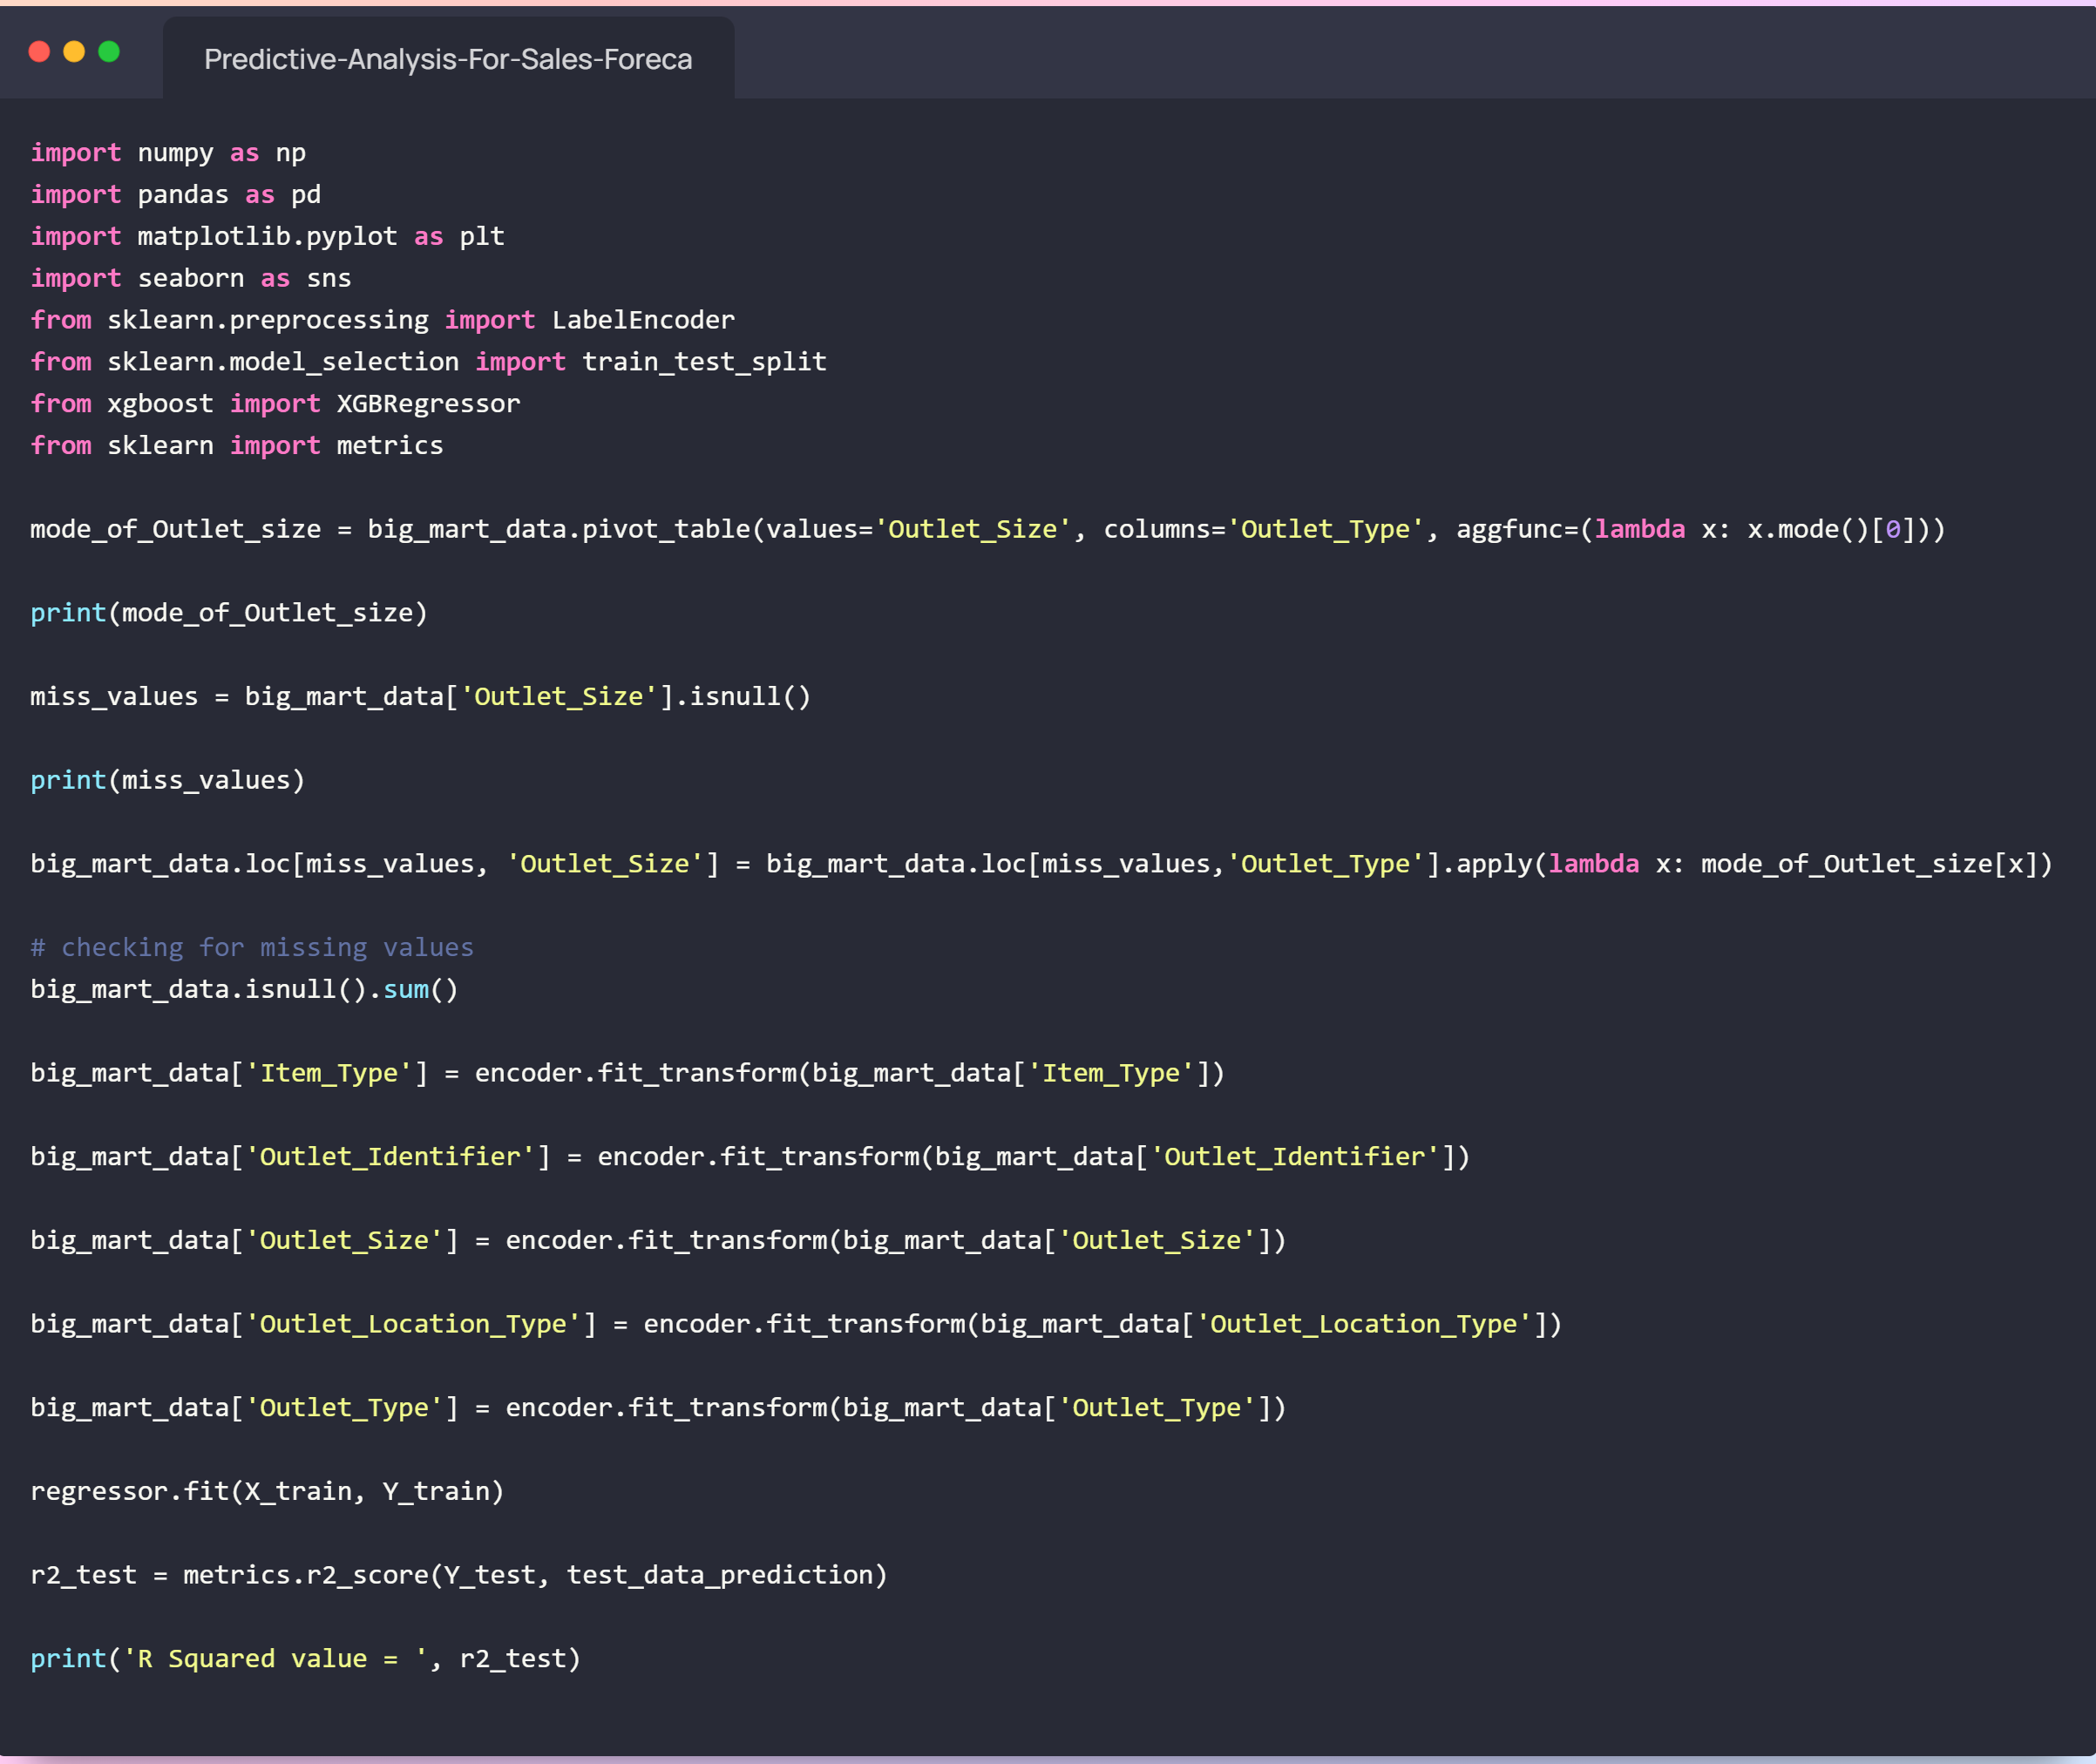 Predictive-Analysis-For-Sales-Foreca
import numpy as np
import pandas as pd
import matplotlib.pyplot as plt
import seaborn as sns
from sklearn.preprocessing import LabelEncoder
from sklearn.model_selection import train_test_split
from xgboost import XGBRegressor
from sklearn import metrics
mode_of_Outlet_size = big_mart_data.pivot_table(values='Outlet_Size', columns='Outlet_Type', aggfunc=(lambda x: x.mode()[0]))
print(mode_of_Outlet_size)
miss_values = big_mart_data['Outlet_Size'].isnull()
print(miss_values)
big_mart_data.loc[miss_values, 'Outlet_Size'] = big_mart_data.loc[miss_values,'Outlet_Type'].apply(lambda x: mode_of_Outlet_size[x])
# checking for missing values
big_mart_data.isnull().sum()
big_mart_data['Item_Type'] = encoder.fit_transform(big_mart_data['Item_Type'])
big_mart_data['Outlet_Identifier'] = encoder.fit_transform(big_mart_data['Outlet_Identifier'])
big_mart_data['Outlet_Size'] = encoder.fit_transform(big_mart_data['Outlet_Size'])
big_mart_data['Outlet_Location_Type'] = encoder.fit_transform(big_mart_data['Outlet_Location_Type'])
big_mart_data['Outlet_Type'] = encoder.fit_transform(big_mart_data['Outlet_Type'])
regressor.fit(X_train, Y_train)
r2_test = metrics.r2_score(Y_test, test_data_prediction)
print('R Squared value = ', r2_test)